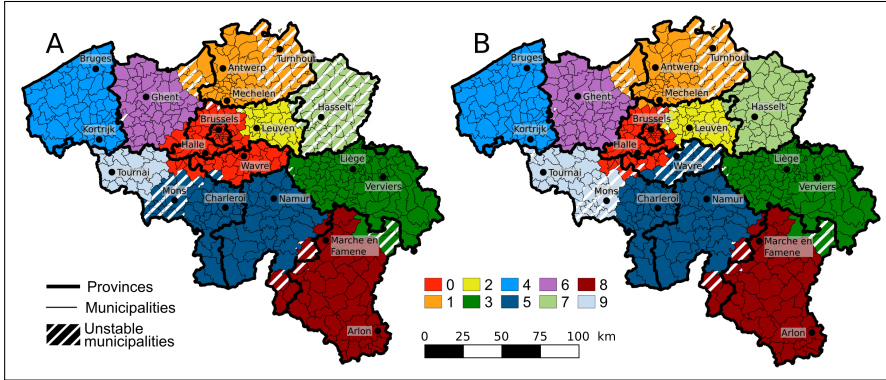 A
Bruges
Turnhout
Antwerp
Ghent
Mechelen
Hasselt
Brussels
Leuven
Kortrijk
Halle
Wavre
Liège
Tournai
Mons
Verviers
Charleroi
Namur
Marche en
Famene
Arlon
B
Bruges
Turnhout
Antwerp
Ghent
Mechelen
Hasselt
Brussels
Leuven
Kortrijk
Halle
Wavre
Liège
Tournai
Mons
Verviers
Charleroi
Namur
Marche en
Famene
Arlon
Provinces
Municipalities
Unstable
municipalities
0 2 4 6 8
1 3 5 7 9
0 25 50 75 100 km